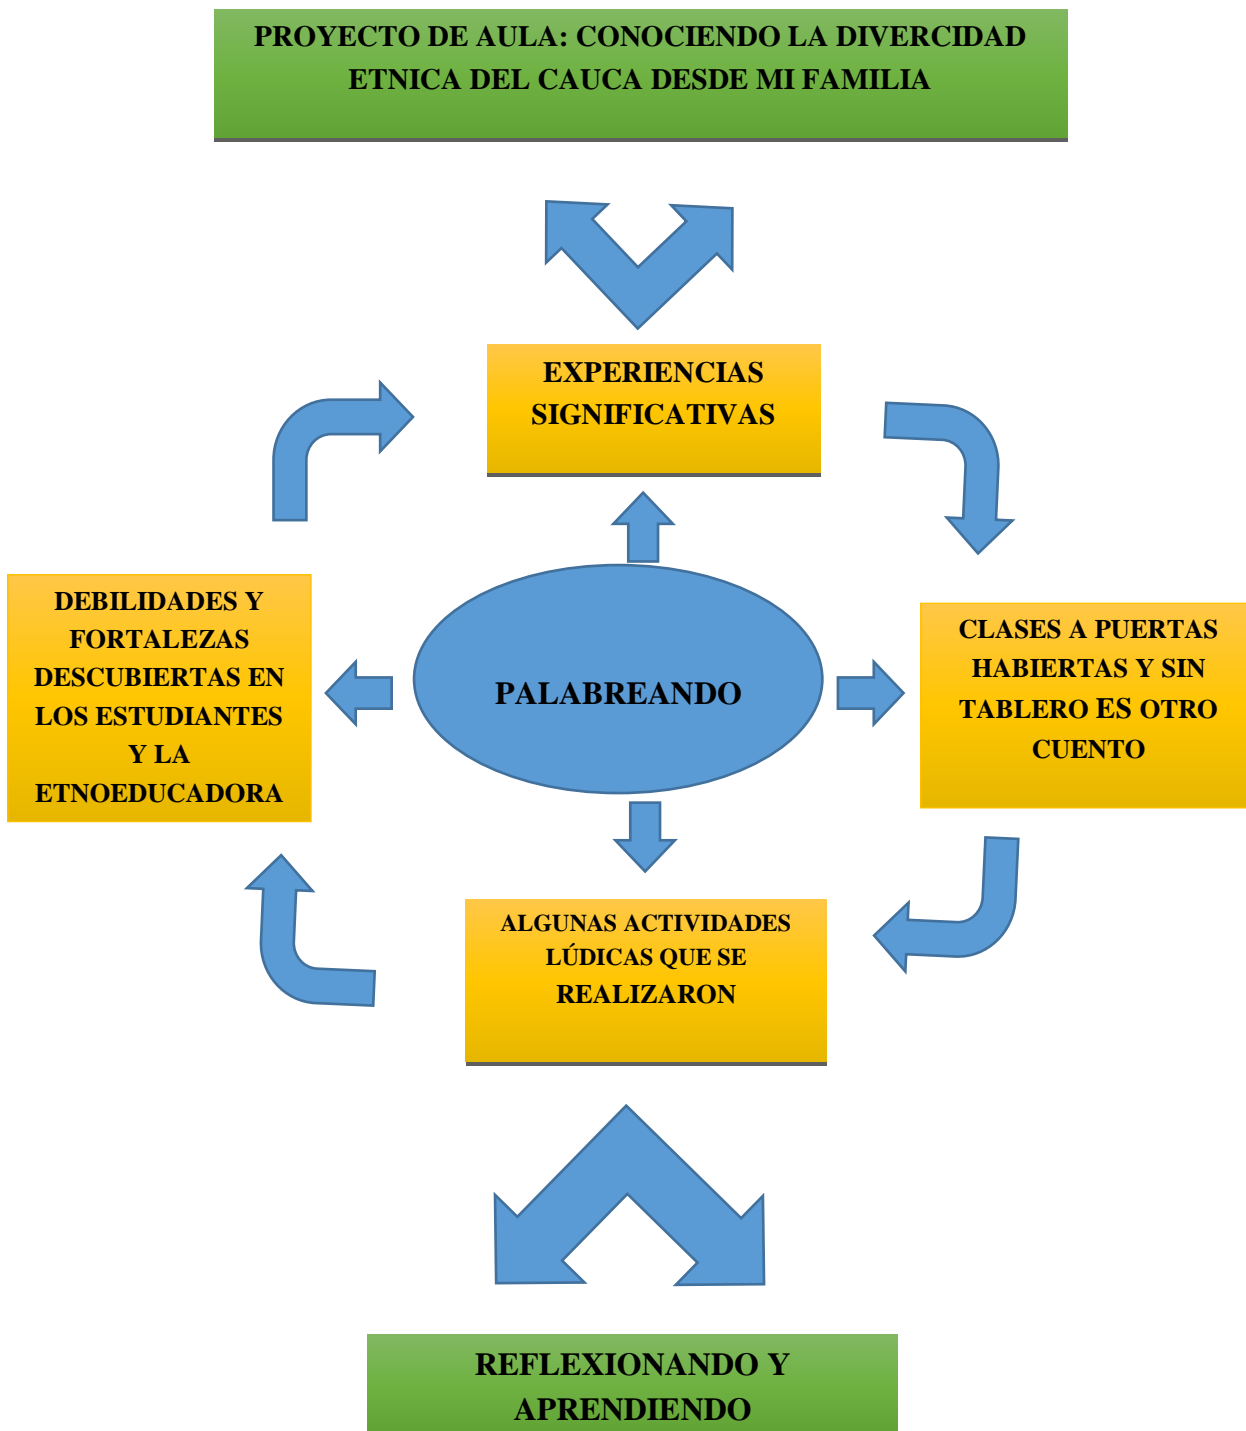 PROYECTO DE AULA: CONOCIENDO LA DIVERCIDAD
ETNICA DEL CAUCA DESDE MI FAMILIA
EXPERIENCIAS
SIGNIFICATIVAS
DEBILIDADES Y
FORTALEZAS
DESCUBIERTAS EN
LOS ESTUDIANTES
Y LA
ETNOEDUCADORA
PALABREANDO
CLASES A PUERTAS
HABIERTAS Y SIN
TABLERO ES OTRO
CUENTO
ALGUNAS ACTIVIDADES
LÚDICAS QUE SE
REALIZARON
REFLEXIONANDO Y
APRENDIENDO